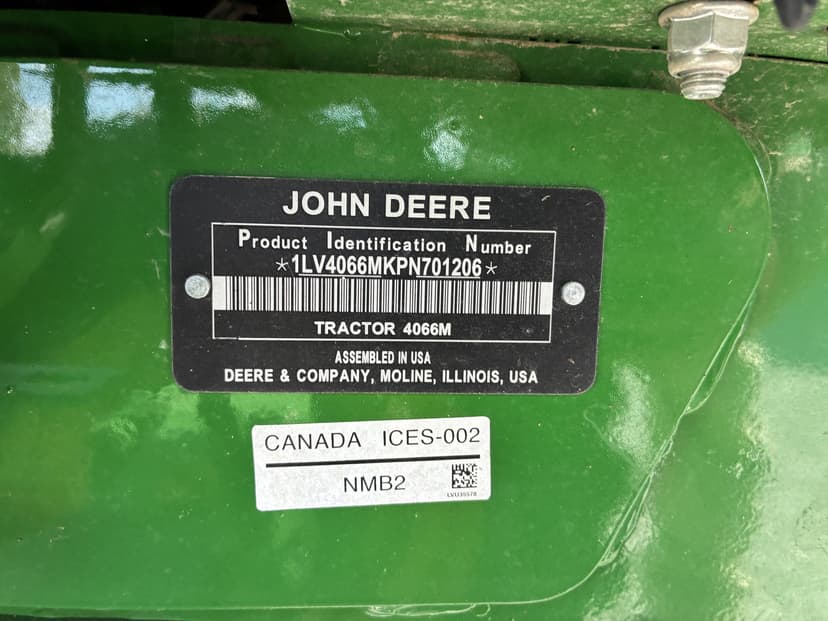 JOHN DEERE
Product Identification Number
*1LV4066MKPN701206*
TRACTOR 4066M
ASSEMBLED IN USA
DEERE & COMPANY, MOLINE, ILLINOIS, USA
CANADA ICES-002
NMB2
LVU35578